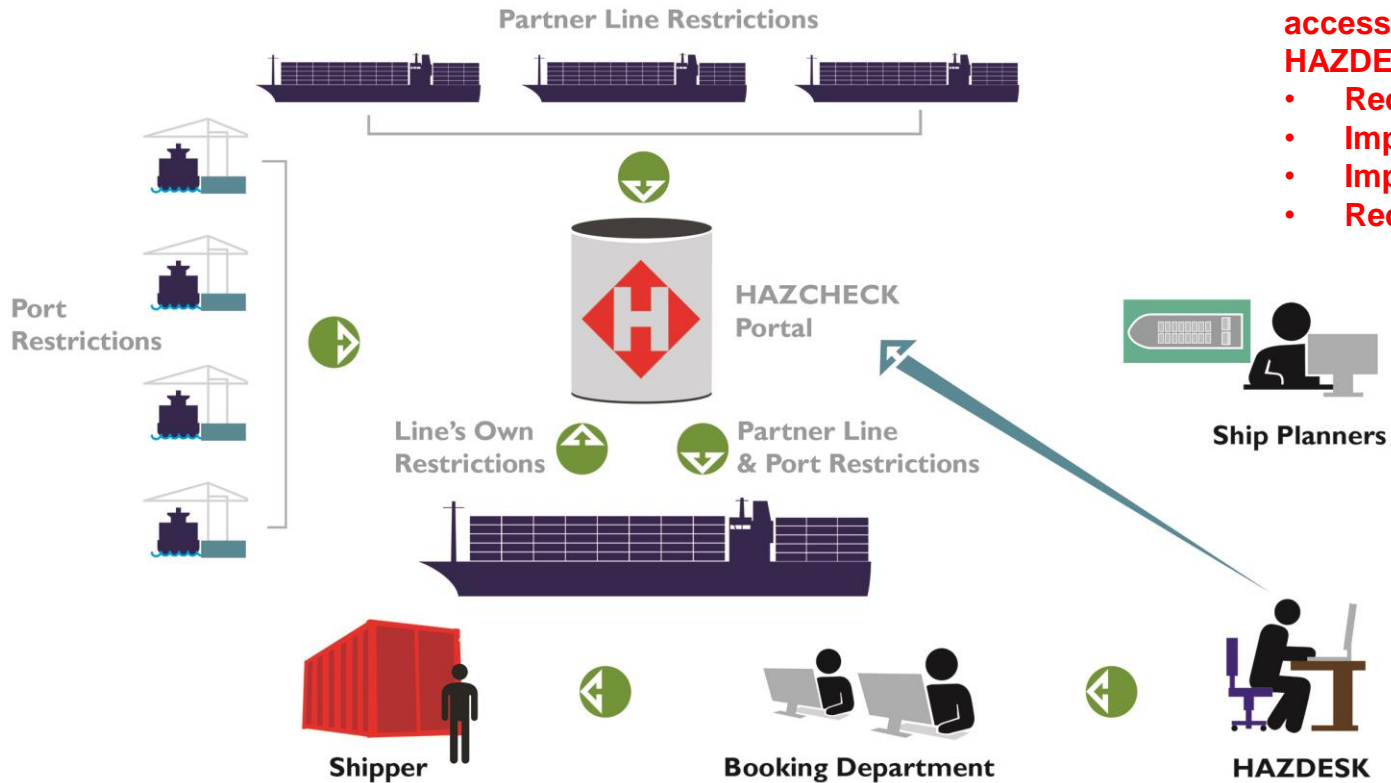 Partner Line Restrictions
access
•
•
•
•
Port
Restrictions
H
HAZCHECK
Portal
Line's Own
Restrictions
Partner Line
& Port Restrictions
Ship Planners
Shipper
Booking Department
HAZDESK